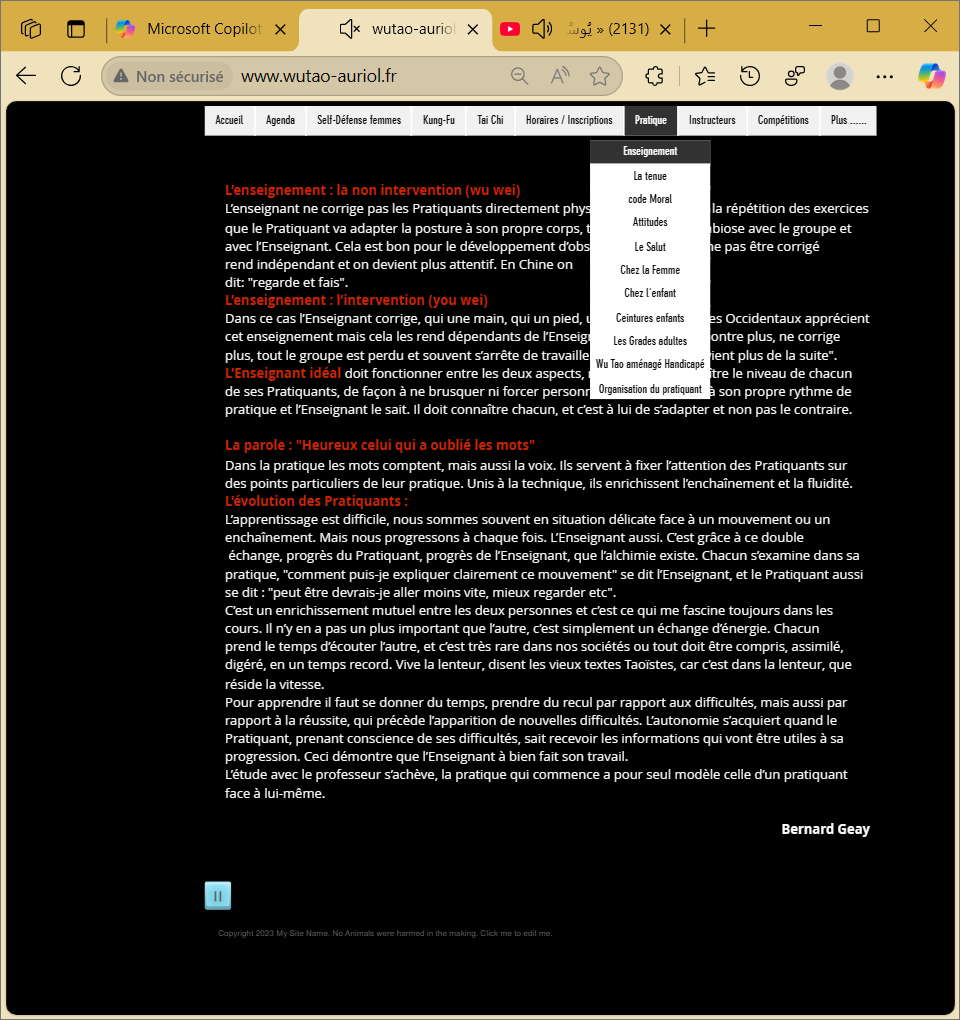 Microsoft Copilot
wutao-auriol
(2131) « يُوسُـ
Non sécurisé
www.wutao-auriol.fr
Accueil
Agenda
Self-Défense femmes
Kung-Fu
Tai Chi
Horaires / Inscriptions
Pratique
Instructeurs
Compétitions
Plus ......
Enseignement
La tenue
code Moral
Attitudes
Le Salut
Chez la Femme
Chez l'enfant
Ceintures enfants
Les Grades adultes
Wu Tao aménagé Handicapé
Organisation du pratiquant
L’enseignement : la non intervention (wu wei)
L’enseignant ne corrige pas les Pratiquants directement phys la répétition des exercices
que le Pratiquant va adapter la posture à son propre corps, biose avec le groupe et
avec l’Enseignant. Cela est bon pour le développement d’obs ne pas être corrigé
rend indépendant et on devient plus attentif. En Chine on
dit: "regarde et fais".
L’enseignement : l’intervention (you wei)
Dans ce cas l’Enseignant corrige, qui une main, qui un pied, es Occidentaux apprécient
cet enseignement mais cela les rend dépendants de l’Enseig ontre plus, ne corrige
plus, tout le groupe est perdu et souvent s’arrête de travaille vient plus de la suite".
L’Enseignant idéal doit fonctionner entre les deux aspects, ître le niveau de chacun
de ses Pratiquants, de façon à ne brusquer ni forcer personn à son propre rythme de
pratique et l’Enseignant le sait. Il doit connaître chacun, et c’est à lui de s’adapter et non pas le contraire.
La parole : "Heureux celui qui a oublié les mots"
Dans la pratique les mots comptent, mais aussi la voix. Ils servent à fixer l’attention des Pratiquants sur
des points particuliers de leur pratique. Unis à la technique, ils enrichissent l’enchaînement et la fluidité.
L’évolution des Pratiquants :
L’apprentissage est difficile, nous sommes souvent en situation délicate face à un mouvement ou un
enchaînement. Mais nous progressons à chaque fois. L’Enseignant aussi. C’est grâce à ce double
échange, progrès du Pratiquant, progrès de l’Enseignant, que l’alchimie existe. Chacun s’examine dans sa
pratique, "comment puis-je expliquer clairement ce mouvement" se dit l’Enseignant, et le Pratiquant aussi
se dit : "peut être devrais-je aller moins vite, mieux regarder etc".
C’est un enrichissement mutuel entre les deux personnes et c’est ce qui me fascine toujours dans les
cours. Il n’y en a pas un plus important que l’autre, c’est simplement un échange d’énergie. Chacun
prend le temps d’écouter l’autre, et c’est très rare dans nos sociétés ou tout doit être compris, assimilé,
digéré, en un temps record. Vive la lenteur, disent les vieux textes Taoïstes, car c’est dans la lenteur, que
réside la vitesse.
Pour apprendre il faut se donner du temps, prendre du recul par rapport aux difficultés, mais aussi par
rapport à la réussite, qui précède l’apparition de nouvelles difficultés. L’autonomie s’acquiert quand le
Pratiquant, prenant conscience de ses difficultés, sait recevoir les informations qui vont être utiles à sa
progression. Ceci démontre que l’Enseignant à bien fait son travail.
L’étude avec le professeur s’achève, la pratique qui commence a pour seul modèle celle d’un pratiquant
face à lui-même.
Bernard Geay
Copyright 2023 My Site Name. No Animals were harmed in the making. Click me to edit me.